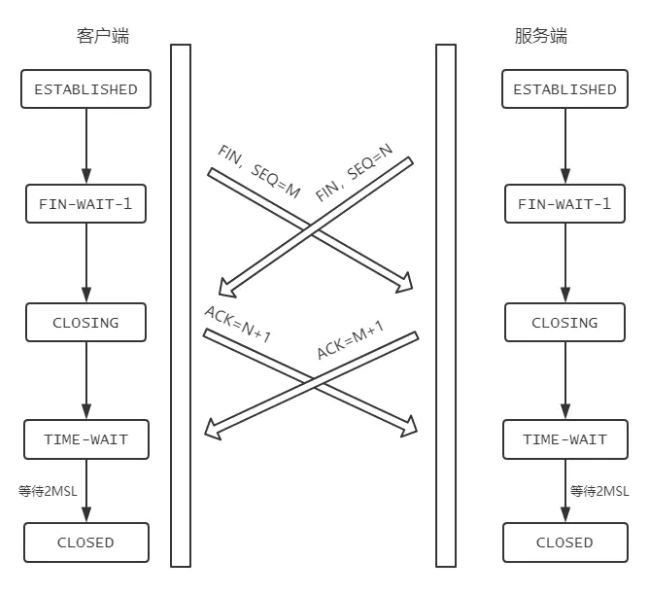 客户端
服务端
ESTABLISHED
ESTABLISHED
FIN, SEQ=M
FIN, SEQ=N
FIN-WAIT-1
FIN-WAIT-1
CLOSING
CLOSING
ACK=N+1
ACK=M+1
TIME-WAIT
TIME-WAIT
等待2MSL
等待2MSL
CLOSED
CLOSED